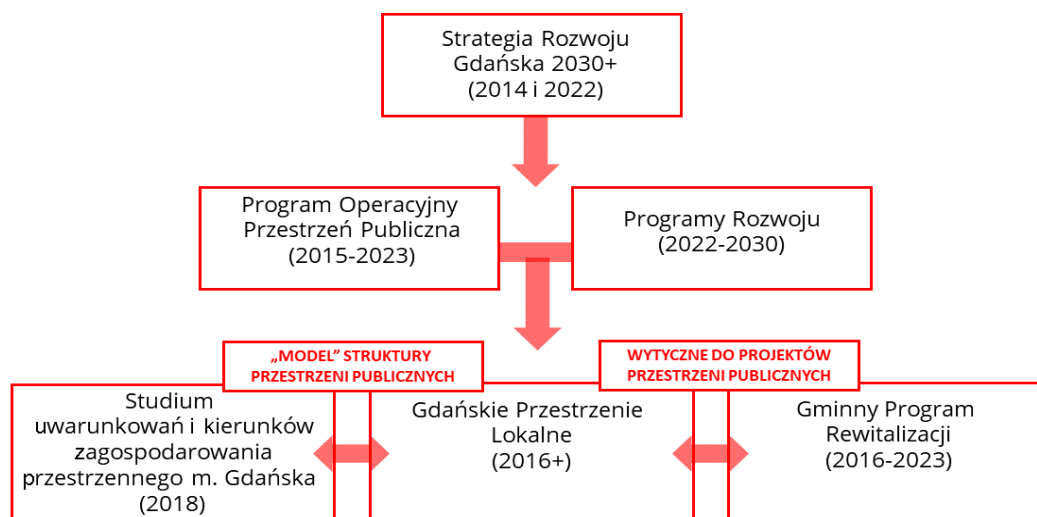 Strategia Rozwoju
Gdańska 2030+
(2014 i 2022)
Program Operacyjny
Przestrzeń Publiczna
(2015-2023)
Programy Rozwoju
(2022-2030)
„MODEL” STRUKTURY
PRZESTRZENI PUBLICZNYCH
WYTYCZNE DO PROJEKTÓW
PRZESTRZENI PUBLICZNYCH
Studium
uwarunkowań i kierunków
zagospodarowania
przestrzennego m. Gdańska
(2018)
Gdańskie Przestrzenie
Lokalne
(2016+)
Gminny Program
Rewitalizacji
(2016-2023)